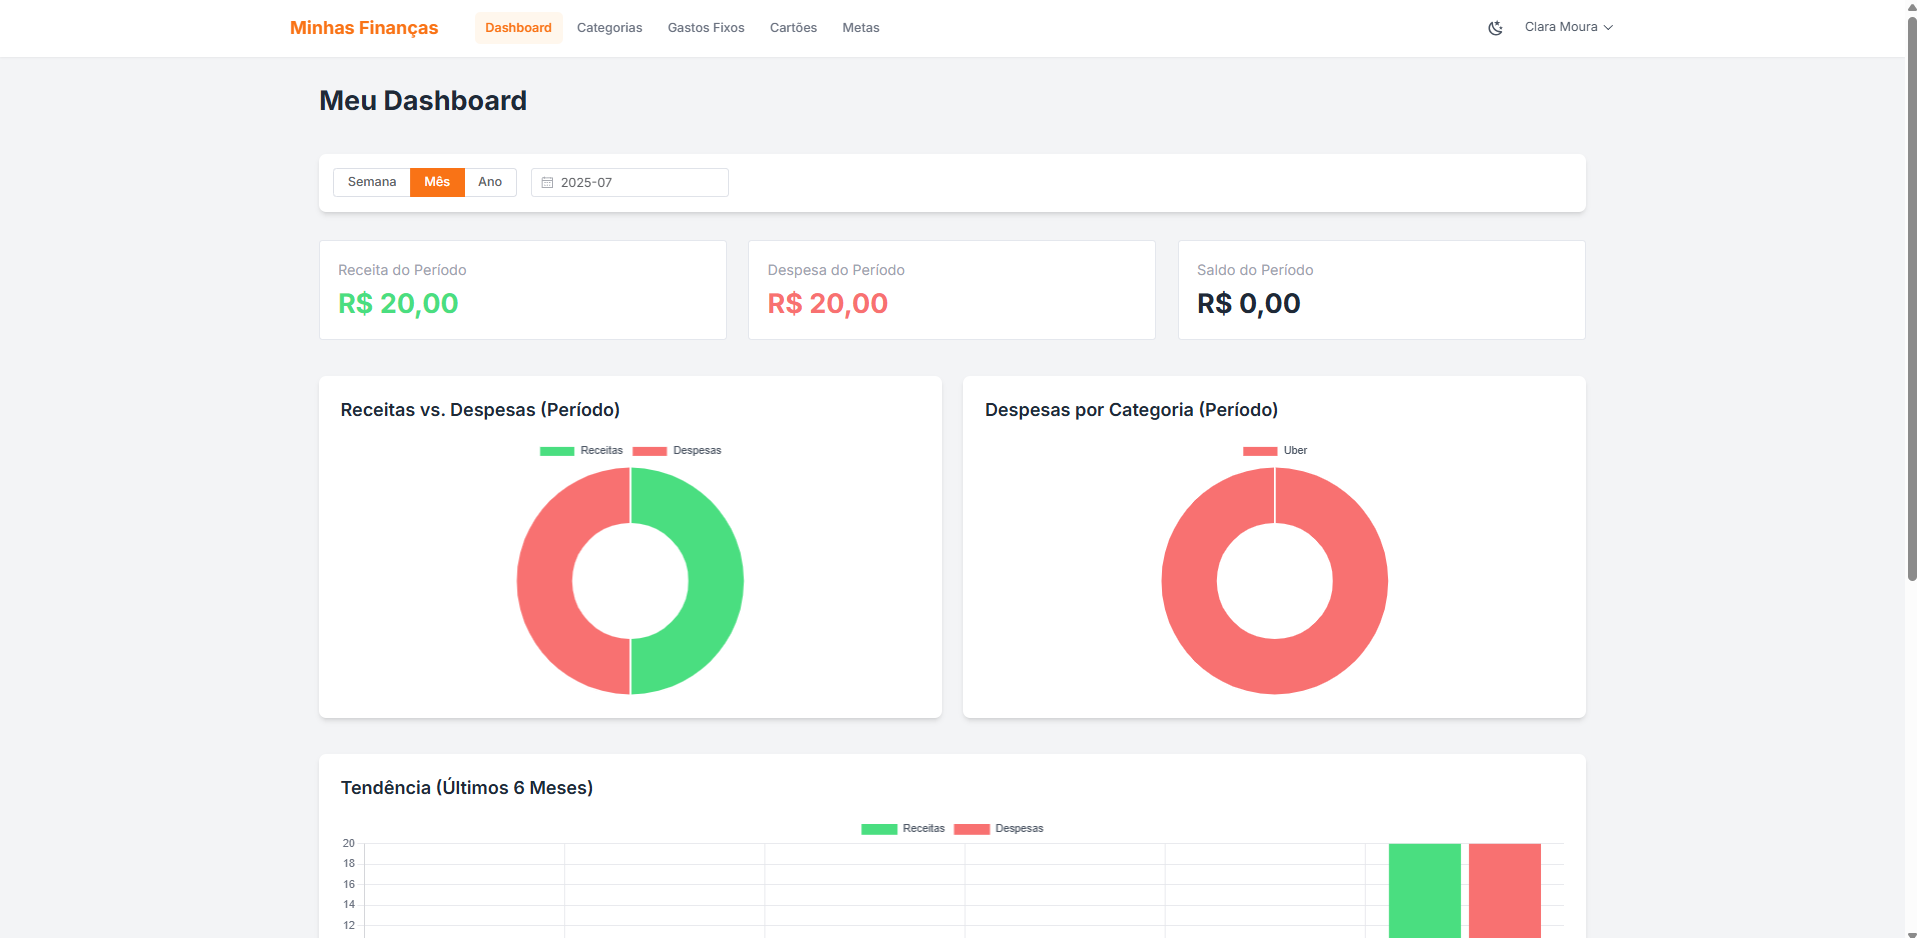 Minhas Finanças Dashboard Categorias Gastos Fixos Cartões Metas Clara Moura
Meu Dashboard
Semana Mês Ano 2025-07
Receita do Período
R$ 20,00
Despesa do Período
R$ 20,00
Saldo do Período
R$ 0,00
Receitas vs. Despesas (Período)
Receitas Despesas
Despesas por Categoria (Período)
Uber
Tendência (Últimos 6 Meses)
Receitas Despesas
20
18
16
14
12